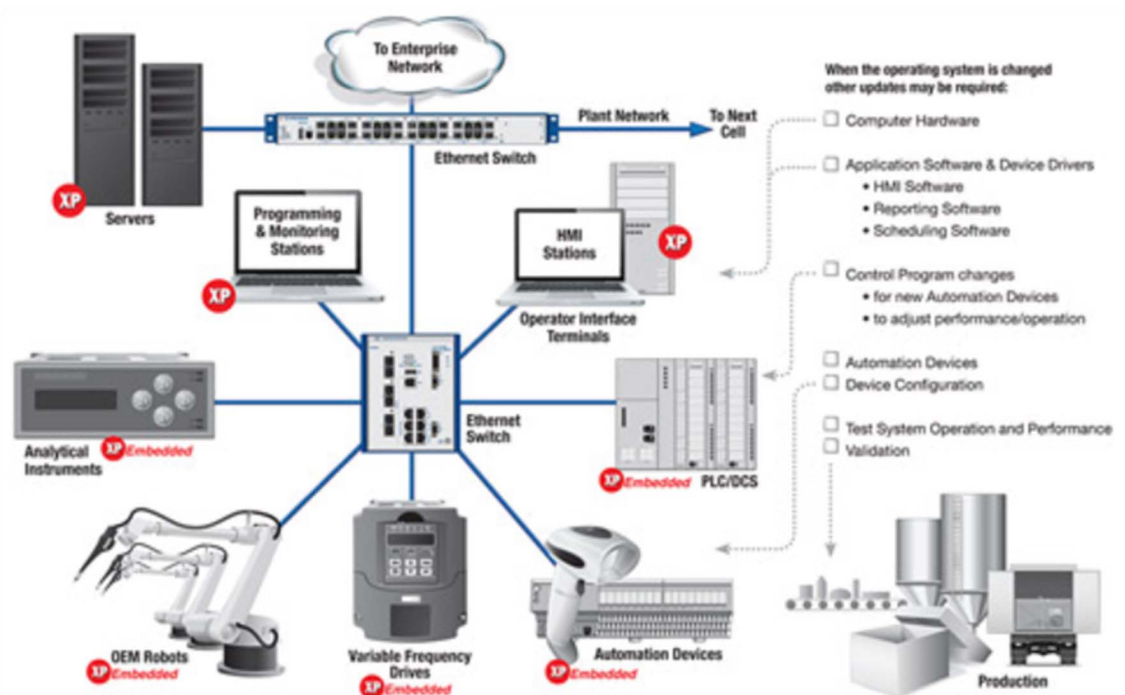 To Enterprise
Network
Plant Network
To Next
Cell
Ethernet Switch
XP
Servers
Programming
& Monitoring
Stations
XP
HMI
Stations
XP
Operator Interface
Terminals
Analytical
Instruments
XP Embedded
Ethernet
Switch
XP Embedded
PLC/DCS
OEM Robots
XP Embedded
Variable Frequency
Drives
XP Embedded
Automation Devices
XP Embedded
When the operating system is changed
other updates may be required:
Computer Hardware
Application Software & Device Drivers
• HMI Software
• Reporting Software
• Scheduling Software
Control Program changes
• for new Automation Devices
• to adjust performance/operation
Automation Devices
Device Configuration
Test System Operation and Performance
Validation
Production